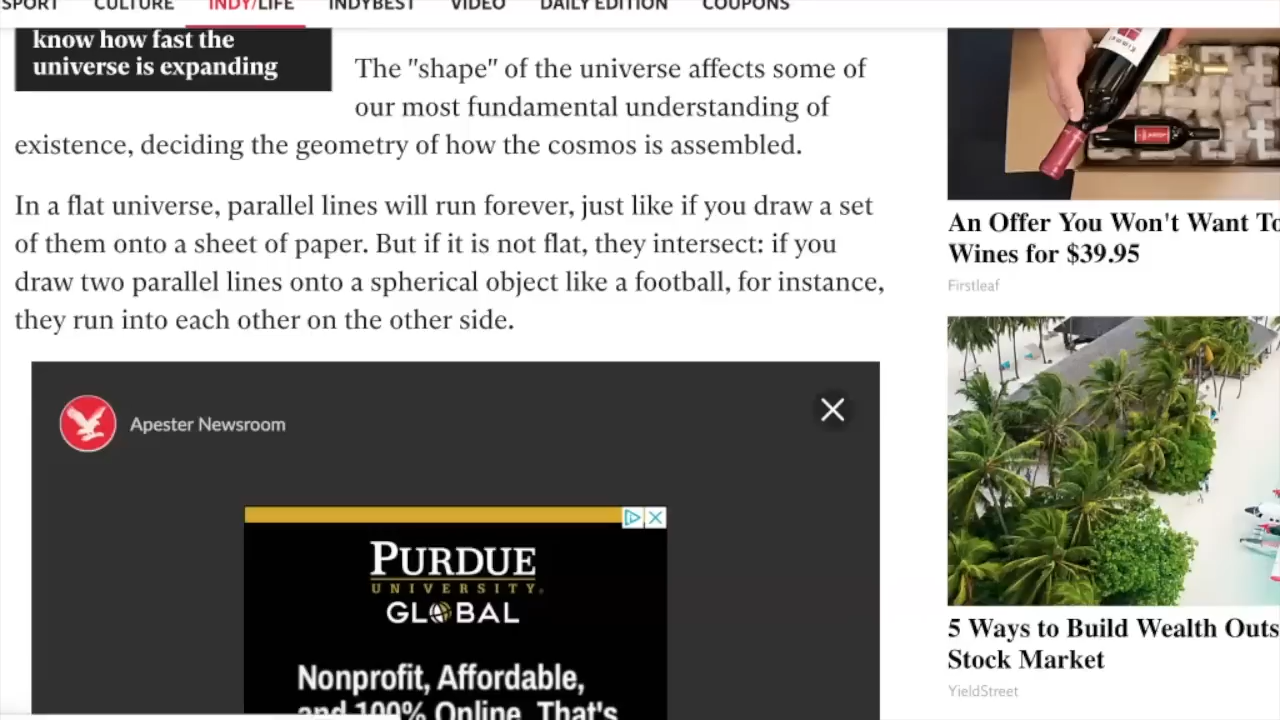 SPORT CULTURE INDY/LIFE INDYBEST VIDEO DAILY EDITION COUPONS
know how fast the
universe is expanding
The "shape" of the universe affects some of
our most fundamental understanding of
existence, deciding the geometry of how the cosmos is assembled.
In a flat universe, parallel lines will run forever, just like if you draw a set
of them onto a sheet of paper. But if it is not flat, they intersect: if you
draw two parallel lines onto a spherical object like a football, for instance,
they run into each other on the other side.
Apester Newsroom
PURDUE
UNIVERSITY.
GLOBAL
Nonprofit, Affordable,
and 100% Online. That's
An Offer You Won't Want To
Wines for $39.95
Firstleaf
5 Ways to Build Wealth Outs
Stock Market
YieldStreet